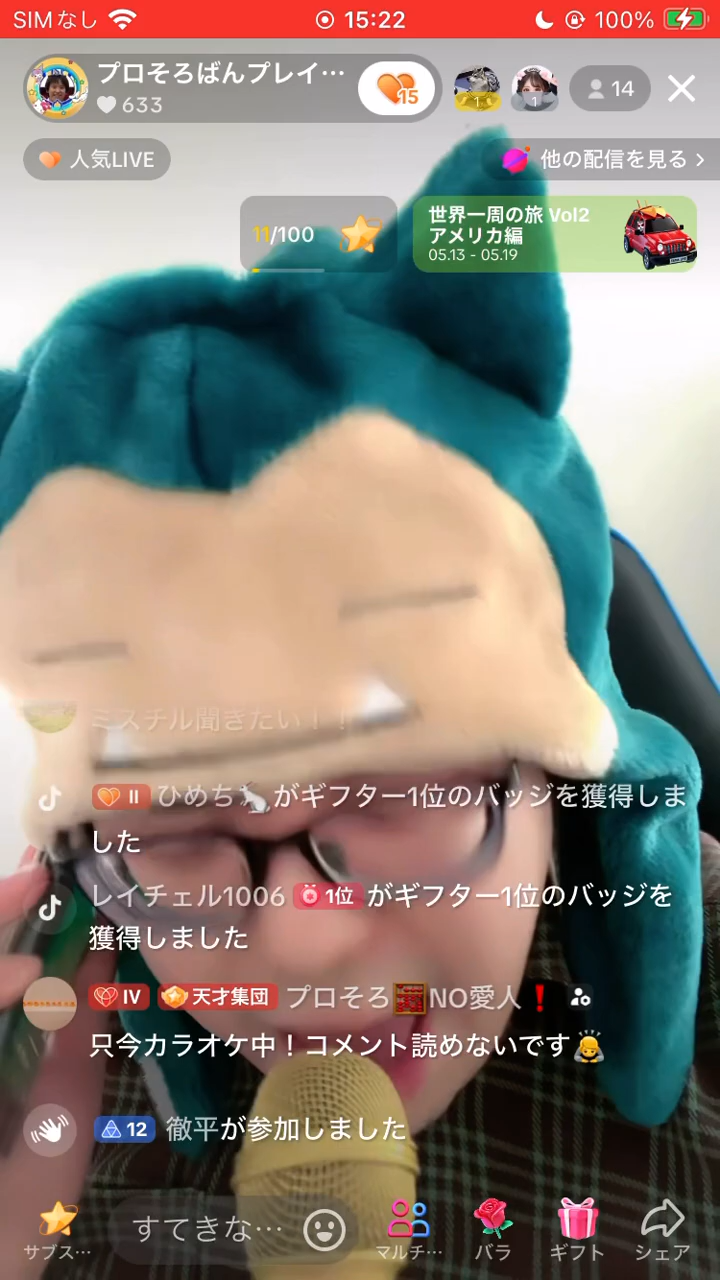 SIMなし 15:22 100%
プロそろばんプレイ…
633
15
1
1
14
人気LIVE
他の配信を見る
11/100
世界一周の旅 Vol2
アメリカ編
05.13 - 05.19
ミスチル聞きたい！！
II ひめち🐇がギフター1位のバッジを獲得しま
した
レイチェル1006 1位 がギフター1位のバッジを
獲得しました
IV 天才集団 プロそろ🧮NO愛人❗
只今カラオケ中！コメント読めないです🙇
12 徹平が参加しました
すてきな…
サブス… マルチ… バラ ギフト シェア